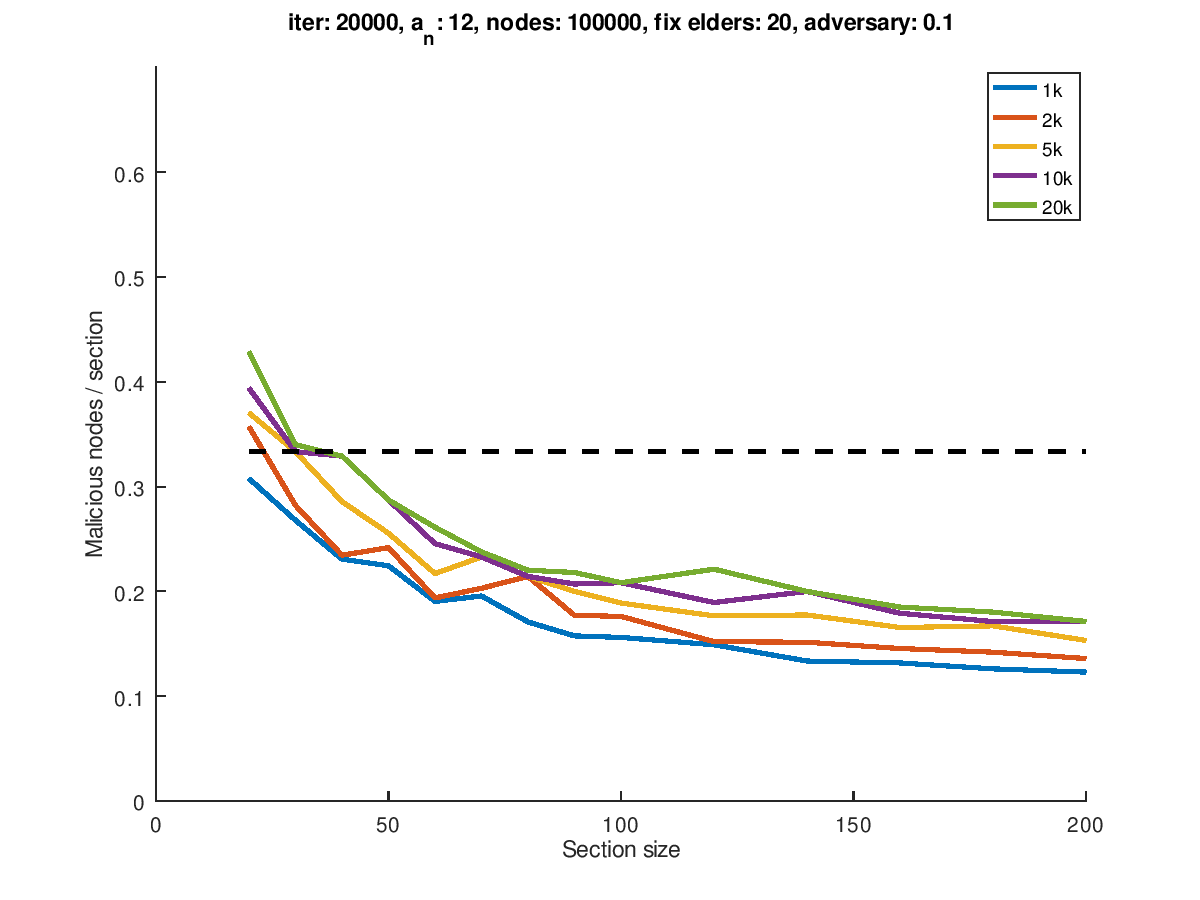 iter: 20000, a_n: 12, nodes: 100000, fix elders: 20, adversary: 0.1
1k
2k
5k
10k
20k
0.6
0.5
0.4
0.3
0.2
0.1
0
Malicious nodes / section
0
50
100
150
200
Section size